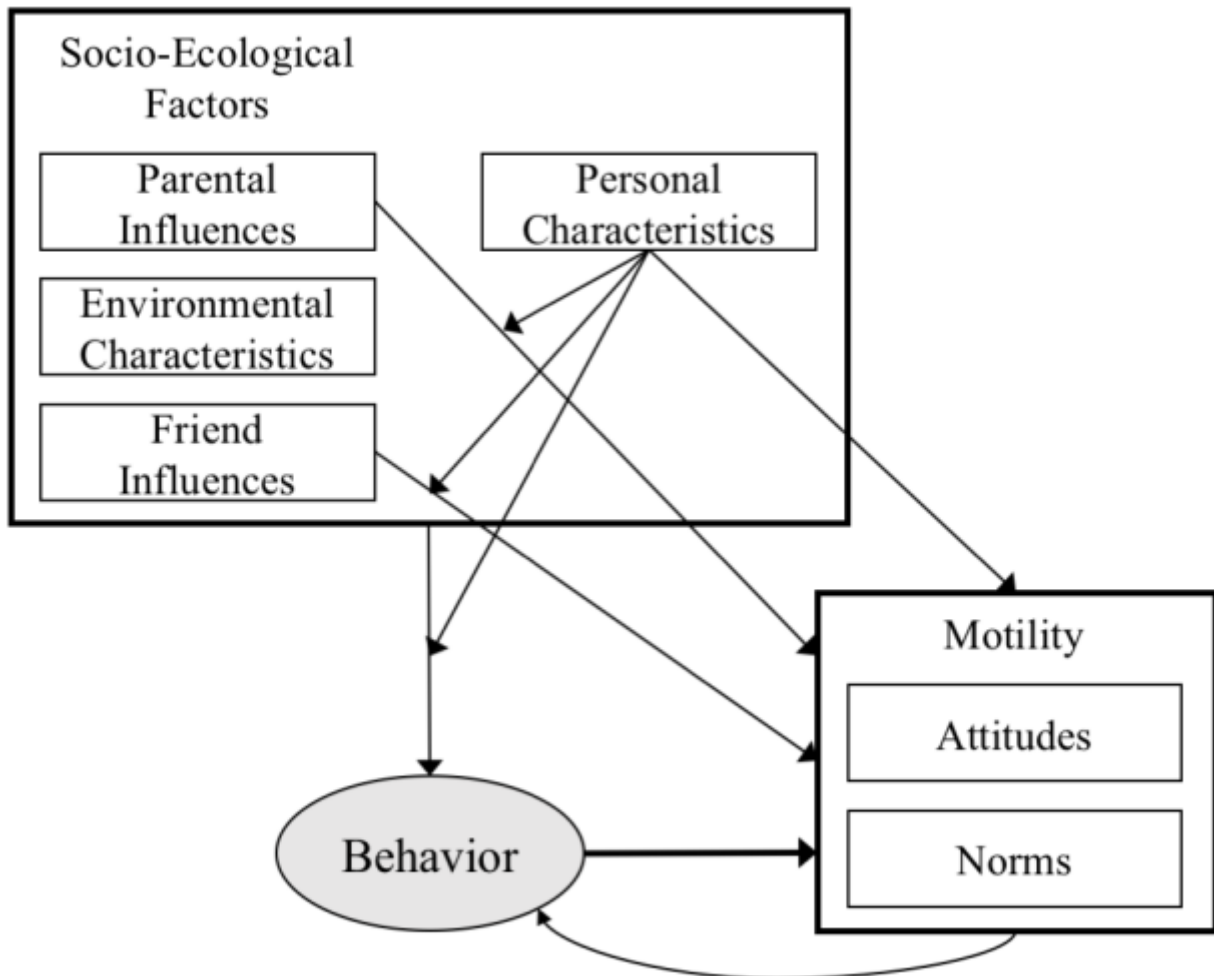 Socio-Ecological
Factors
Parental
Influences
Personal
Characteristics
Environmental
Characteristics
Friend
Influences
Motility
Attitudes
Behavior
Norms